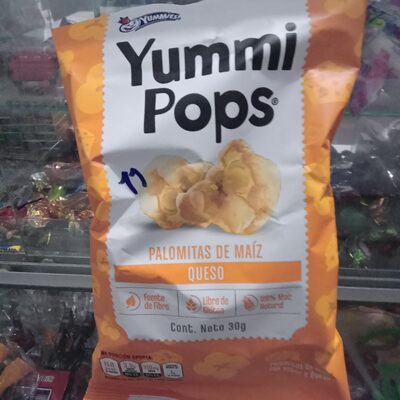 YUMMIES
Yummi
Pops®
PALOMITAS DE MAÍZ
QUESO
Fuente
de Fibra
Libre de
Gluten
100% Maíz
Natural
Cont. Neto 30g